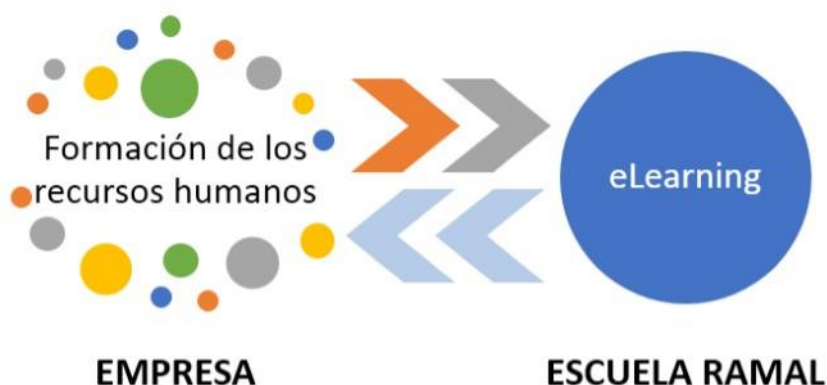 Formación de los
recursos humanos
eLearning
EMPRESA
ESCUELA RAMAL